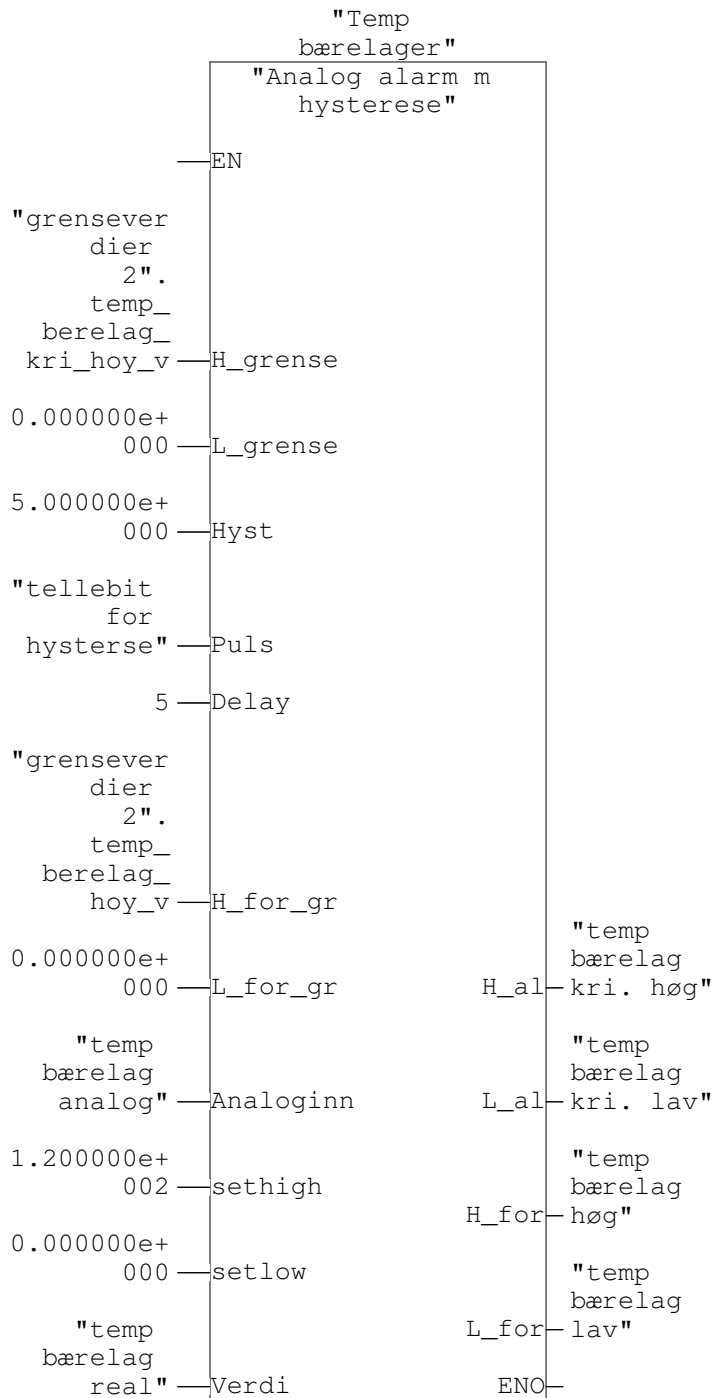 "Temp
bærelager"
"Analog alarm m
hysterese"
EN
"grensever
dier
2".
temp_
berelag_
kri_hoy_v H_grense
0.000000e+
000 L_grense
5.000000e+
000 Hyst
"tellebit
for
hysterse" Puls
5 Delay
"grensever
dier
2".
temp_
berelag_
hoy_v H_for_gr
"temp
bærelag
0.000000e+
000 L_for_gr H_al kri. høg"
"temp
bærelag
analog" Analoginn
"temp
bærelag
L_al kri. lav"
1.200000e+
002 sethigh
"temp
bærelag
H_for høg"
0.000000e+
000 setlow
"temp
bærelag
L_for lav"
"temp
bærelag
real" Verdi ENO